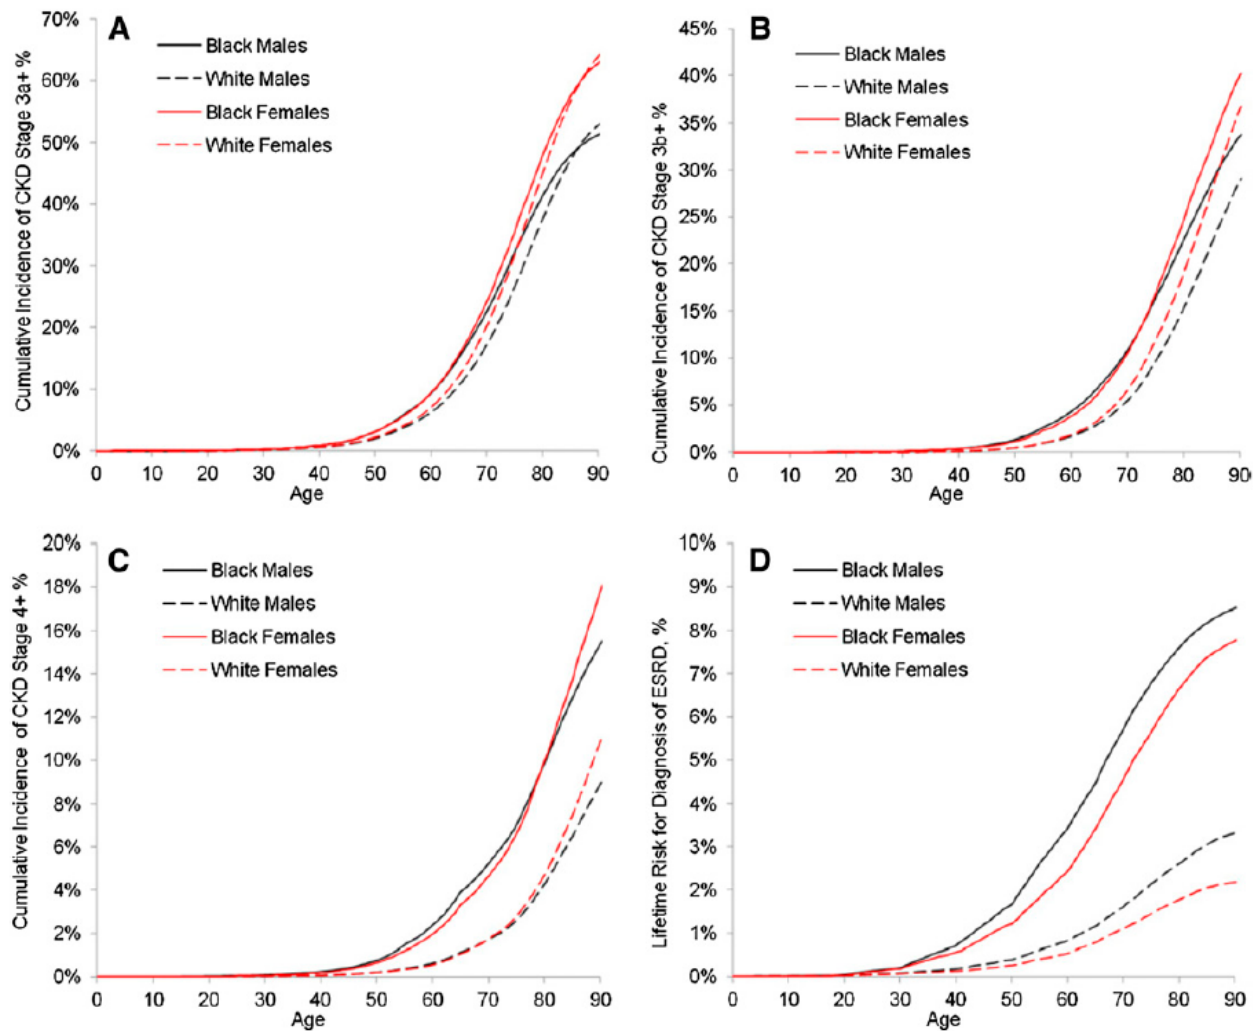 A
Cumulative Incidence of CKD Stage 3a+ %
70%
60%
50%
40%
30%
20%
10%
0%
Black Males
White Males
Black Females
White Females
0 10 20 30 40 50 60 70 80 90
Age
B
Cumulative Incidence of CKD Stage 3b+ %
45%
40%
35%
30%
25%
20%
15%
10%
5%
0%
Black Males
White Males
Black Females
White Females
0 10 20 30 40 50 60 70 80 90
Age
C
Cumulative Incidence of CKD Stage 4+ %
20%
18%
16%
14%
12%
10%
8%
6%
4%
2%
0%
Black Males
White Males
Black Females
White Females
0 10 20 30 40 50 60 70 80 90
Age
D
Lifetime Risk for Diagnosis of ESRD, %
10%
9%
8%
7%
6%
5%
4%
3%
2%
1%
0%
Black Males
White Males
Black Females
White Females
0 10 20 30 40 50 60 70 80 90
Age